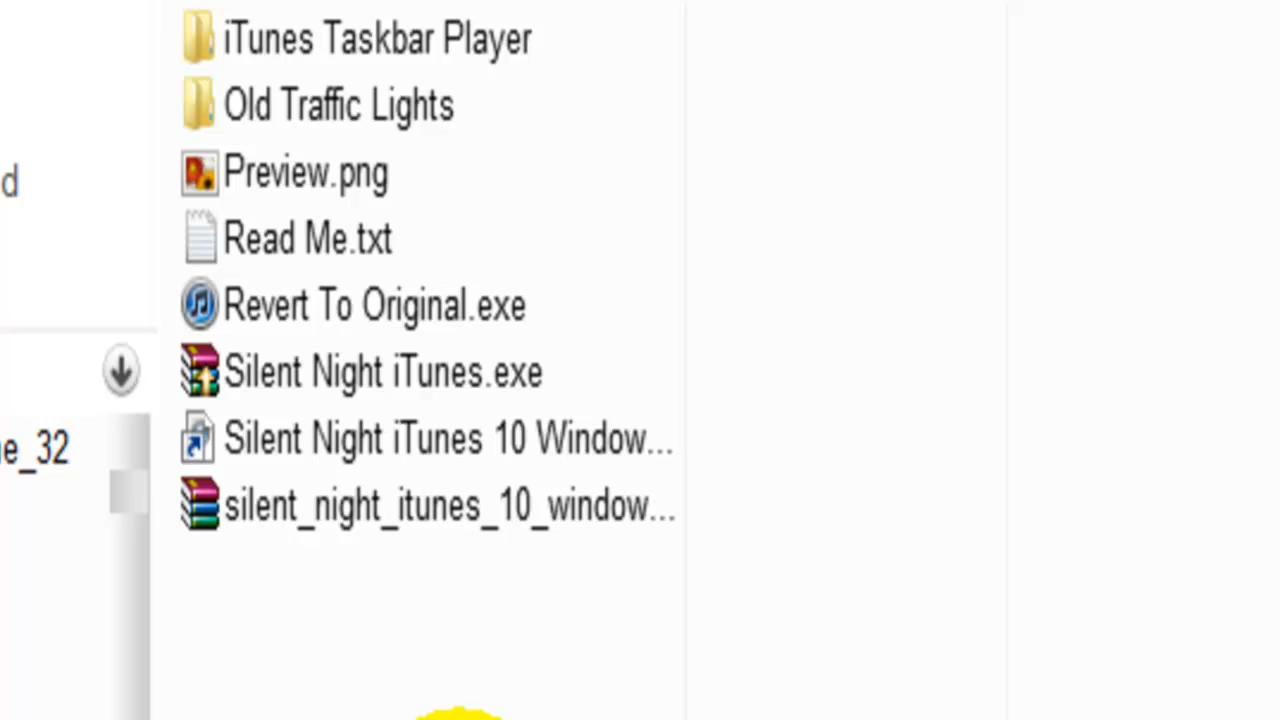 iTunes Taskbar Player
Old Traffic Lights
Preview.png
d
Read Me.txt
Revert To Original.exe
Silent Night iTunes.exe
Silent Night iTunes 10 Window...
e_32
silent_night_itunes_10_window...